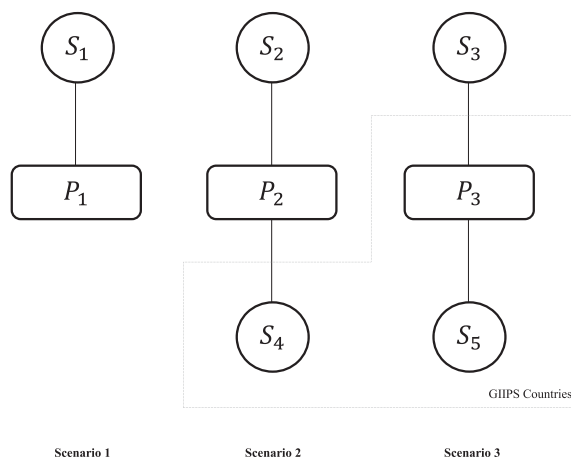 S1 S2 S3
P1 P2 P3
S4 S5
GIIPS Countries
Scenario 1 Scenario 2 Scenario 3